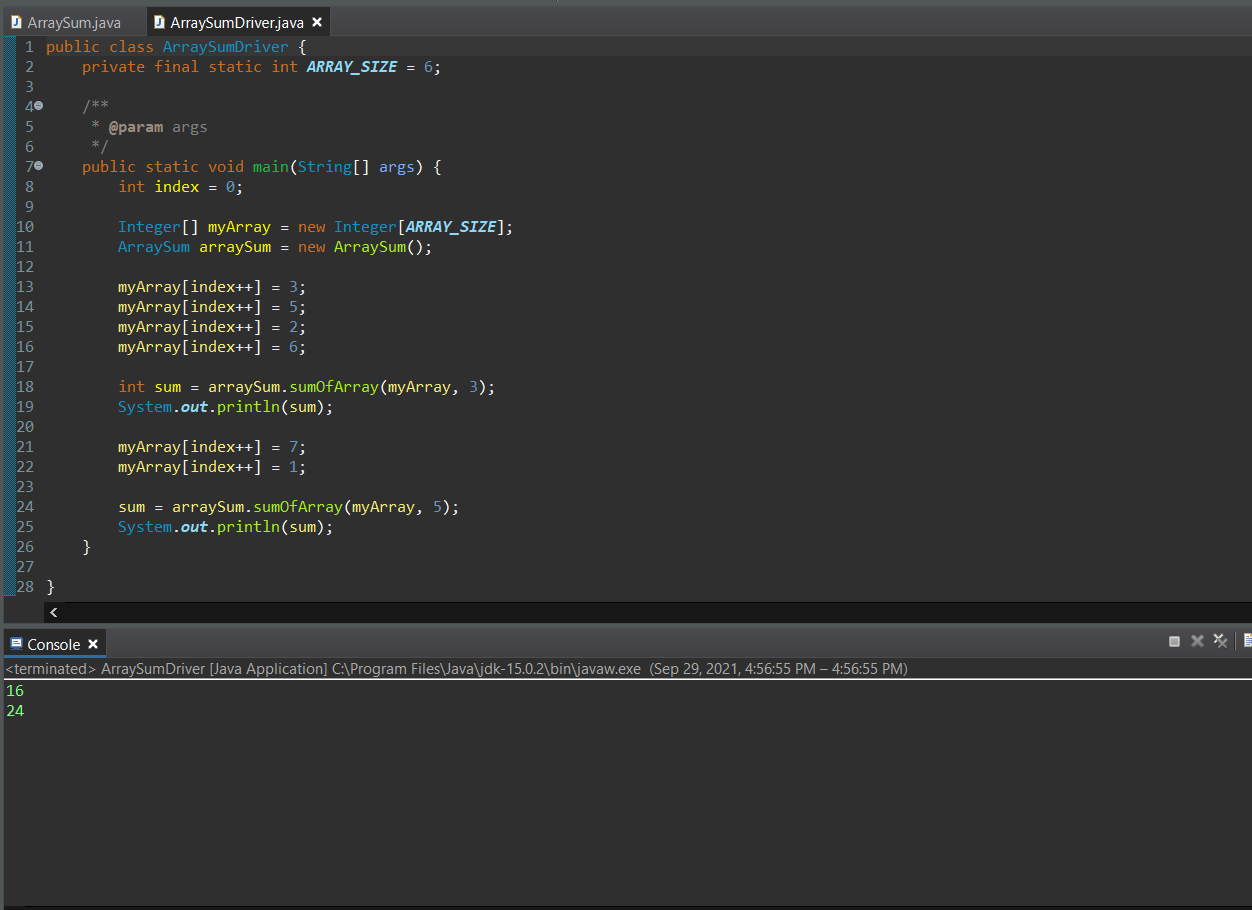 ArraySum.java ArraySumDriver.java
1 public class ArraySumDriver {
2     private final static int ARRAY_SIZE = 6;
3
4     /**
5      * @param args
6      */
7     public static void main(String[] args) {
8         int index = 0;
9
10         Integer[] myArray = new Integer[ARRAY_SIZE];
11         ArraySum arraySum = new ArraySum();
12
13         myArray[index++] = 3;
14         myArray[index++] = 5;
15         myArray[index++] = 2;
16         myArray[index++] = 6;
17
18         int sum = arraySum.sumOfArray(myArray, 3);
19         System.out.println(sum);
20
21         myArray[index++] = 7;
22         myArray[index++] = 1;
23
24         sum = arraySum.sumOfArray(myArray, 5);
25         System.out.println(sum);
26     }
27
28 }
Console
<terminated> ArraySumDriver [Java Application] C:\Program Files\Java\jdk-15.0.2\bin\javaw.exe (Sep 29, 2021, 4:56:55 PM – 4:56:55 PM)
16
24